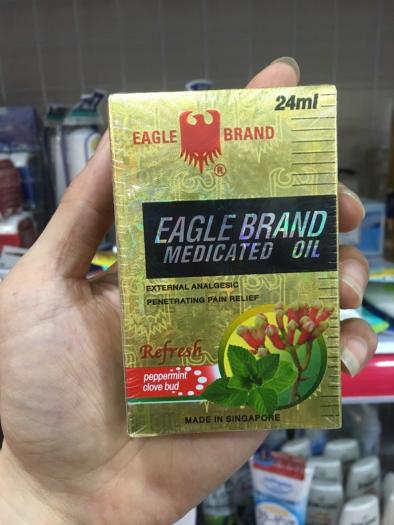 24ml
EAGLE BRAND
®
EAGLE BRAND
MEDICATED OIL
EXTERNAL ANALGESIC
PENETRATING PAIN RELIEF
Refresh
peppermint
clove bud
MADE IN SINGAPORE